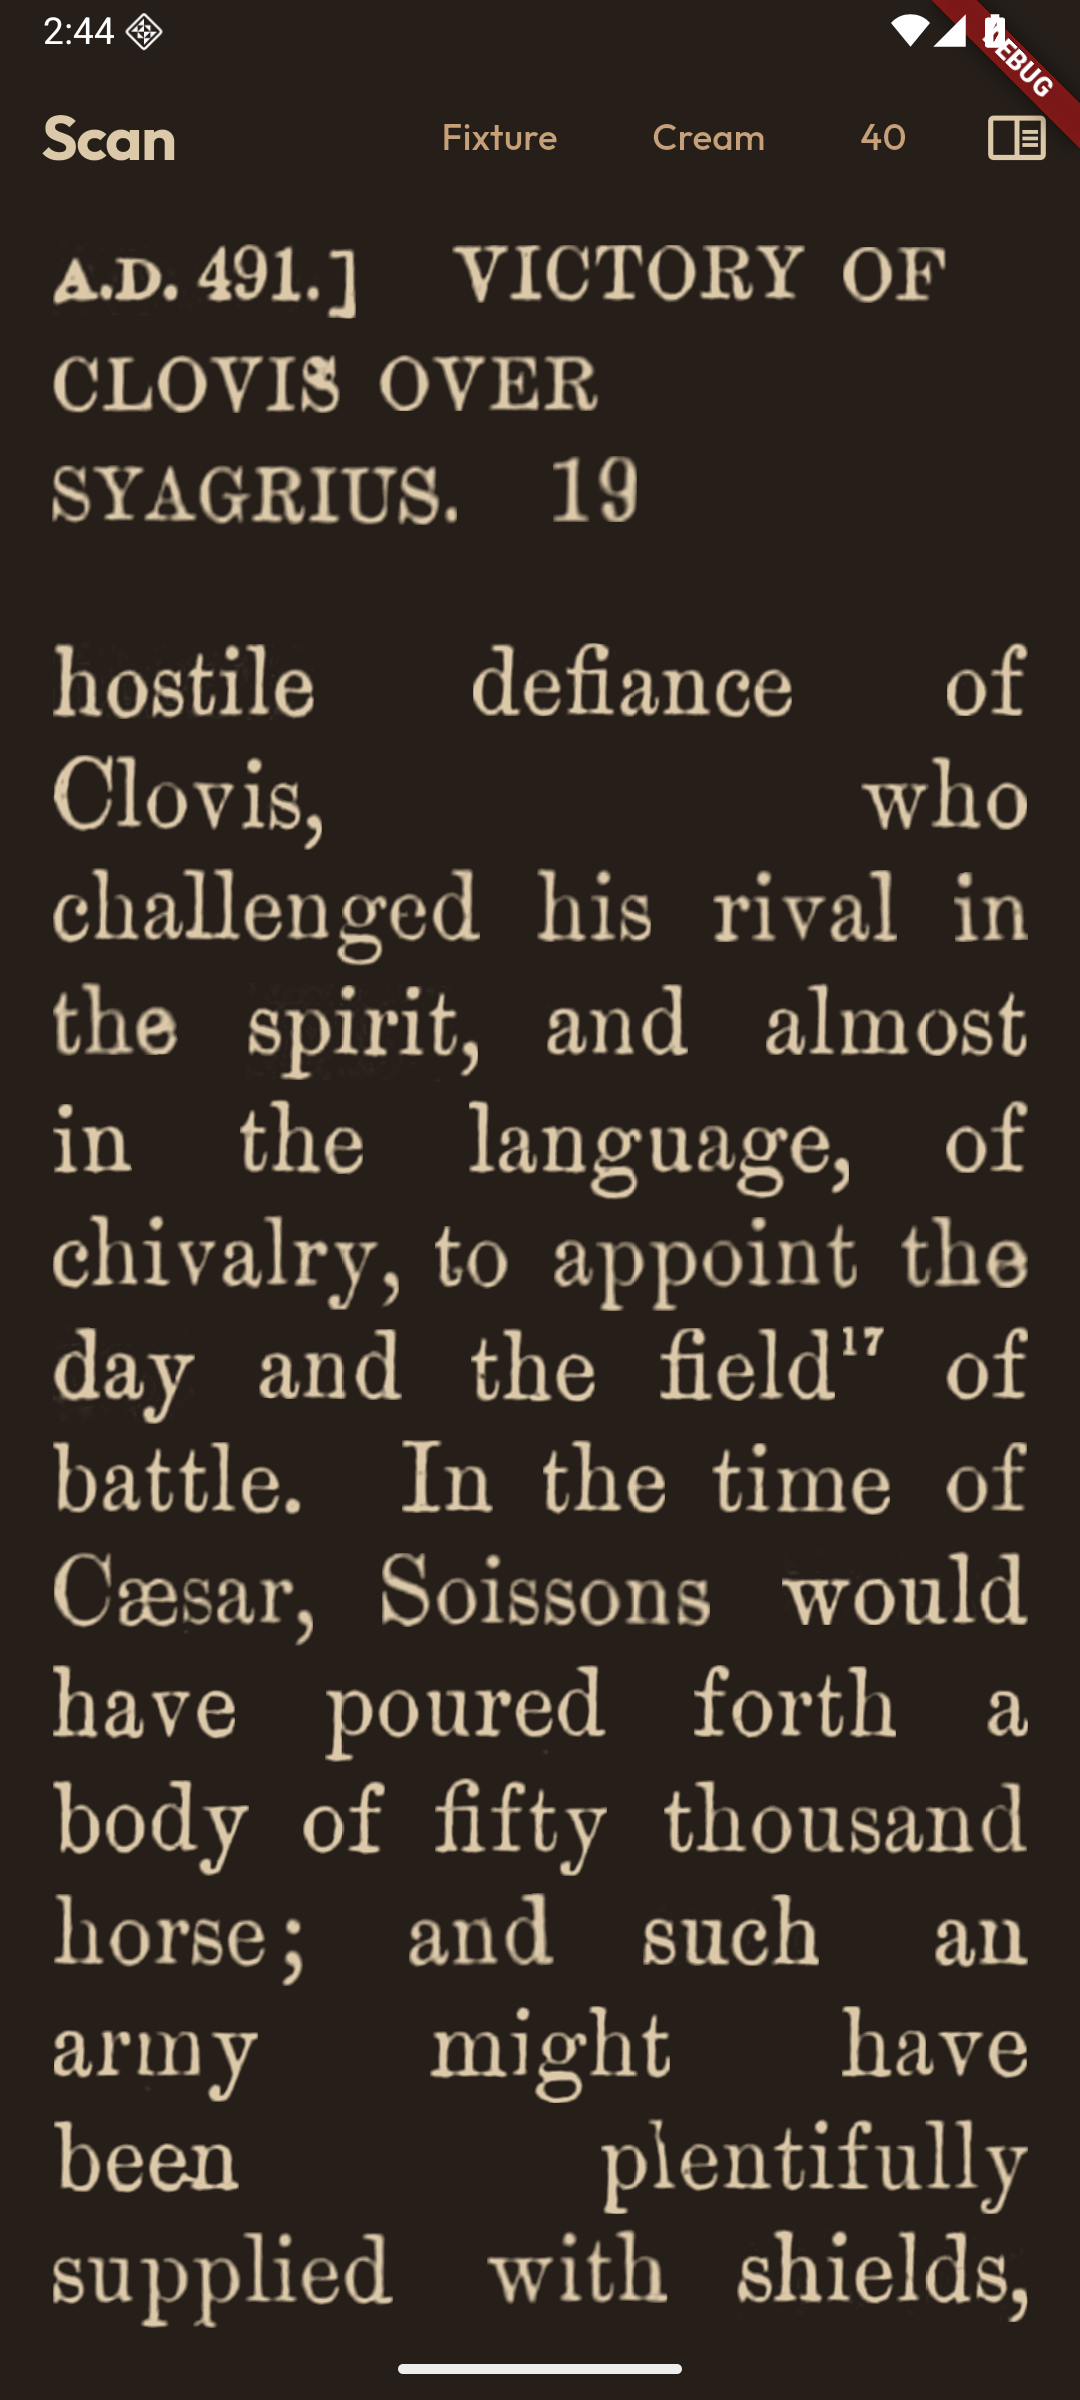 2:44
DEBUG
Scan Fixture Cream 40
A.D. 491.] VICTORY OF
CLOVIS OVER
SYAGRIUS. 19
hostile defiance of
Clovis, who
challenged his rival in
the spirit, and almost
in the language, of
chivalry, to appoint the
day and the field¹⁷ of
battle. In the time of
Cæsar, Soissons would
have poured forth a
body of fifty thousand
horse; and such an
army might have
been plentifully
supplied with shields,